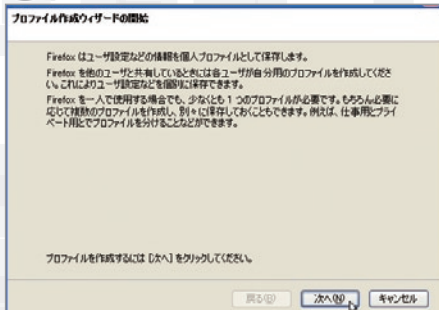 プロファイル作成ウィザードの開始
Firefox はユーザ設定などの情報を個人プロファイルとして保存します。
Firefox を他のユーザと共有しているときには各ユーザが自分用のプロファイルを作成してくださ
い。これによりユーザ設定などを個別に保存できます。
Firefox を一人で使用する場合でも、少なくとも 1 つのプロファイルが必要です。もちろん必要に
応じて複数のプロファイルを作成し、別々に保存しておくこともできます。例えば、仕事用とプライ
ベート用とでプロファイルを分けることなどができます。
プロファイルを作成するには [次へ] をクリックしてください。
戻る(B) 次へ(N) キャンセル